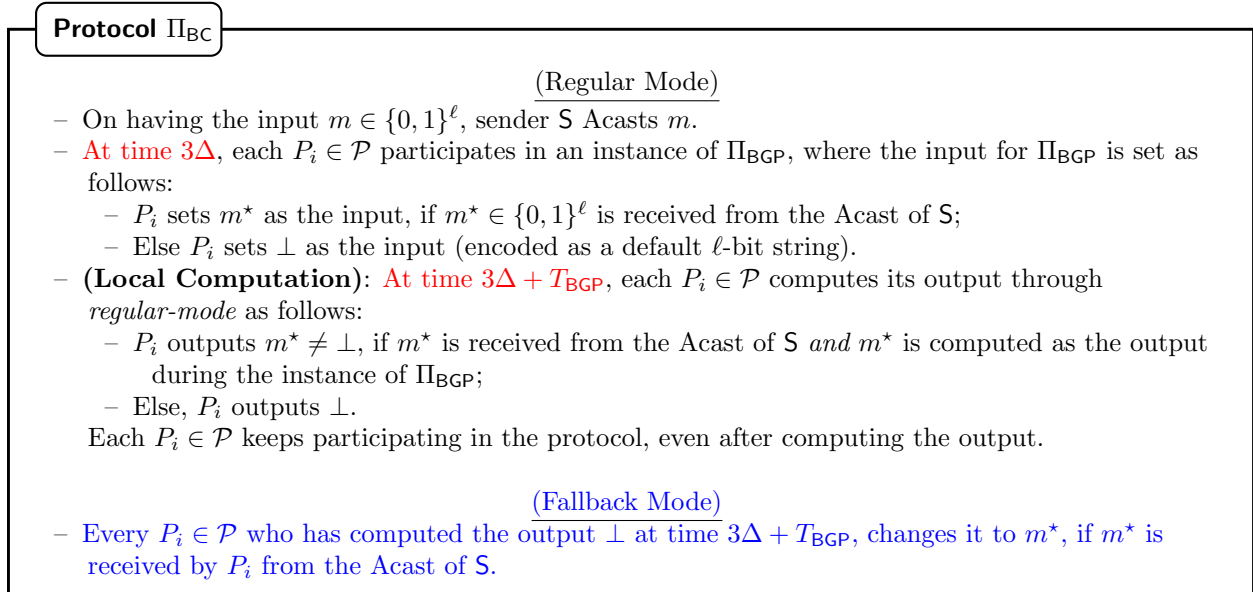 Protocol Π_BC
(Regular Mode)
– On having the input m ∈ {0, 1}^ℓ, sender S Acasts m.
– At time 3Δ, each P_i ∈ 𝒫 participates in an instance of Π_BGP, where the input for Π_BGP is set as
follows:
– P_i sets m^⋆ as the input, if m^⋆ ∈ {0, 1}^ℓ is received from the Acast of S;
– Else P_i sets ⊥ as the input (encoded as a default ℓ-bit string).
– (Local Computation): At time 3Δ + T_BGP, each P_i ∈ 𝒫 computes its output through
regular-mode as follows:
– P_i outputs m^⋆ ≠ ⊥, if m^⋆ is received from the Acast of S and m^⋆ is computed as the output
during the instance of Π_BGP;
– Else, P_i outputs ⊥.
Each P_i ∈ 𝒫 keeps participating in the protocol, even after computing the output.
(Fallback Mode)
– Every P_i ∈ 𝒫 who has computed the output ⊥ at time 3Δ + T_BGP, changes it to m^⋆, if m^⋆ is
received by P_i from the Acast of S.